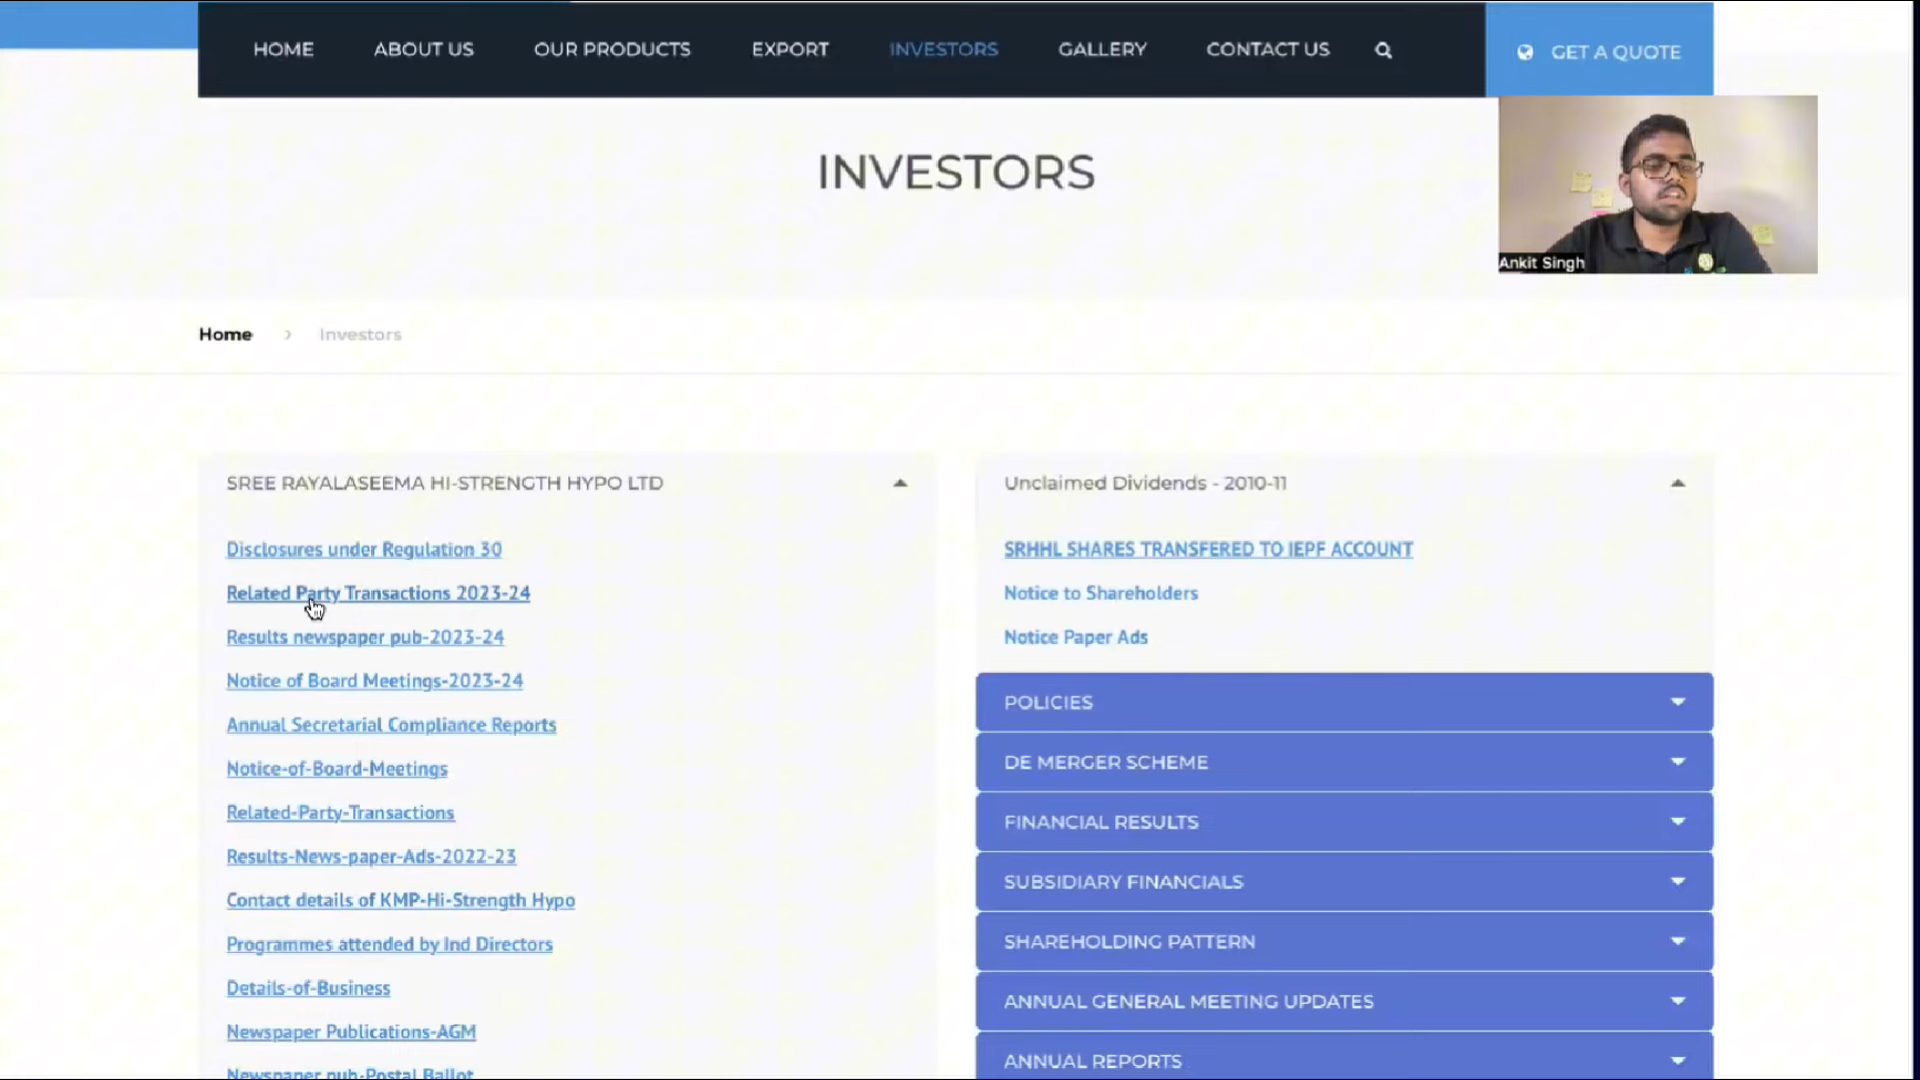 HOME ABOUT US OUR PRODUCTS EXPORT INVESTORS GALLERY CONTACT US GET A QUOTE
INVESTORS
Ankit Singh
Home > Investors
SREE RAYALASEEMA HI-STRENGTH HYPO LTD
Disclosures under Regulation 30
Related Party Transactions 2023-24
Results newspaper pub-2023-24
Notice of Board Meetings-2023-24
Annual Secretarial Compliance Reports
Notice-of-Board-Meetings
Related-Party-Transactions
Results-News-paper-Ads-2022-23
Contact details of KMP-Hi-Strength Hypo
Programmes attended by Ind Directors
Details-of-Business
Newspaper Publications-AGM
Newspaper pub-Postal Ballot
Unclaimed Dividends - 2010-11
SRHHL SHARES TRANSFERED TO IEPF ACCOUNT
Notice to Shareholders
Notice Paper Ads
POLICIES
DE MERGER SCHEME
FINANCIAL RESULTS
SUBSIDIARY FINANCIALS
SHAREHOLDING PATTERN
ANNUAL GENERAL MEETING UPDATES
ANNUAL REPORTS